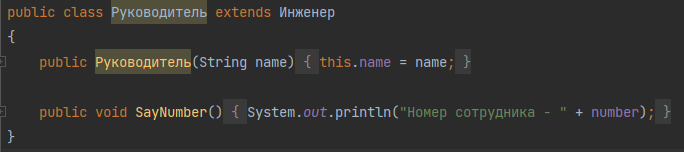 public class Руководитель extends Инженер
{
public Руководитель(String name) { this.name = name; }
public void SayNumber() { System.out.println("Номер сотрудника - " + number); }
}